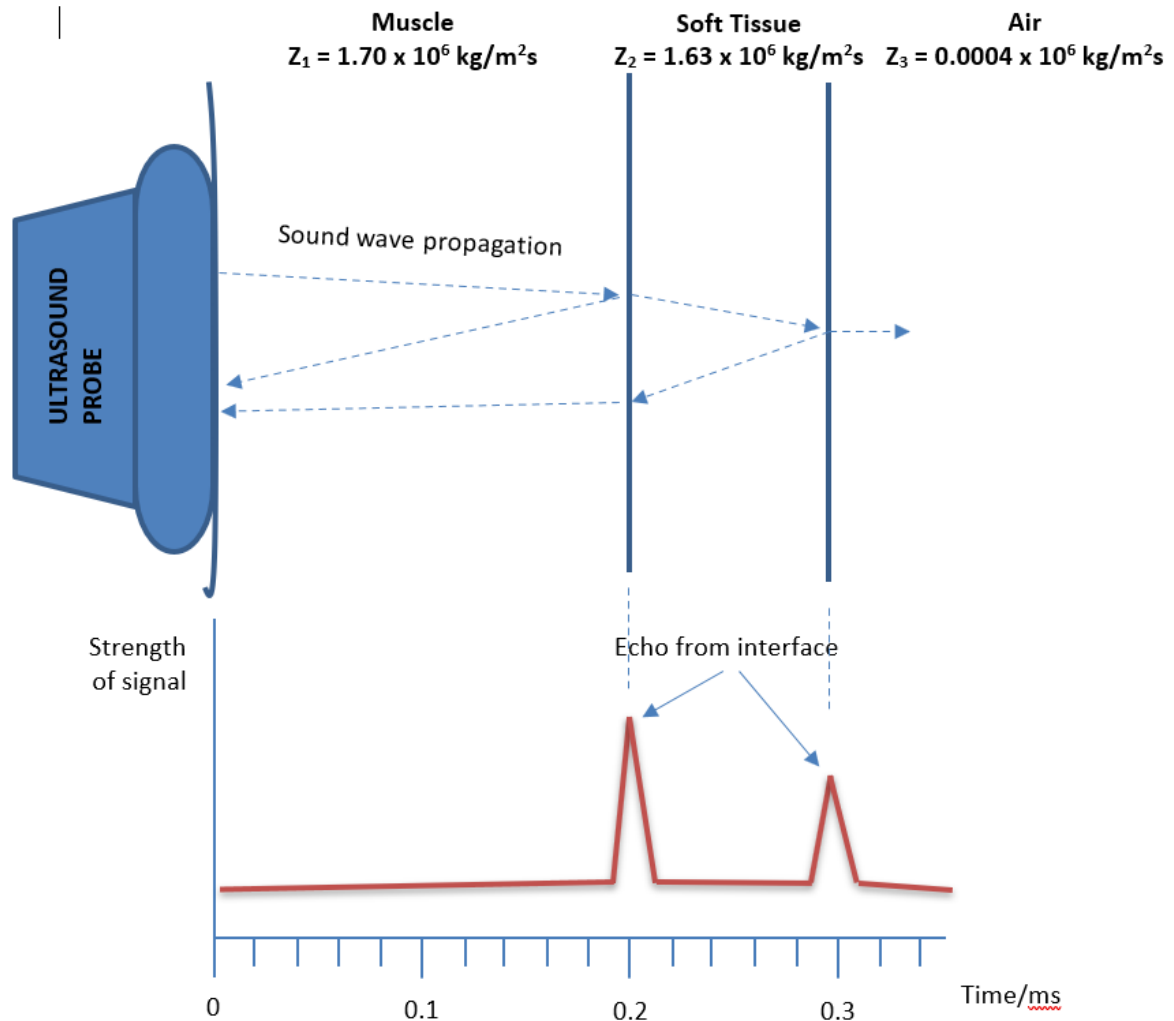 Muscle
Z₁ = 1.70 x 10⁶ kg/m²s
Soft Tissue
Z₂ = 1.63 x 10⁶ kg/m²s
Air
Z₃ = 0.0004 x 10⁶ kg/m²s
Sound wave propagation
ULTRASOUND
PROBE
Strength
of signal
Echo from interface
0
0.1
0.2
0.3
Time/ms